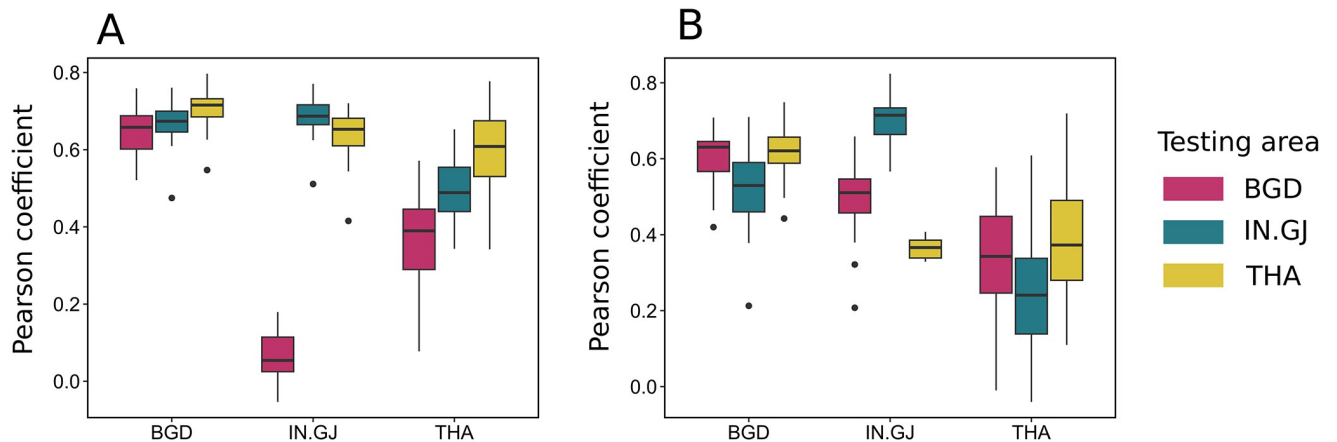 A
Pearson coefficient
0.8
0.6
0.4
0.2
0.0
BGD IN.GJ THA
B
Pearson coefficient
0.8
0.6
0.4
0.2
0.0
BGD IN.GJ THA
Testing area
BGD
IN.GJ
THA